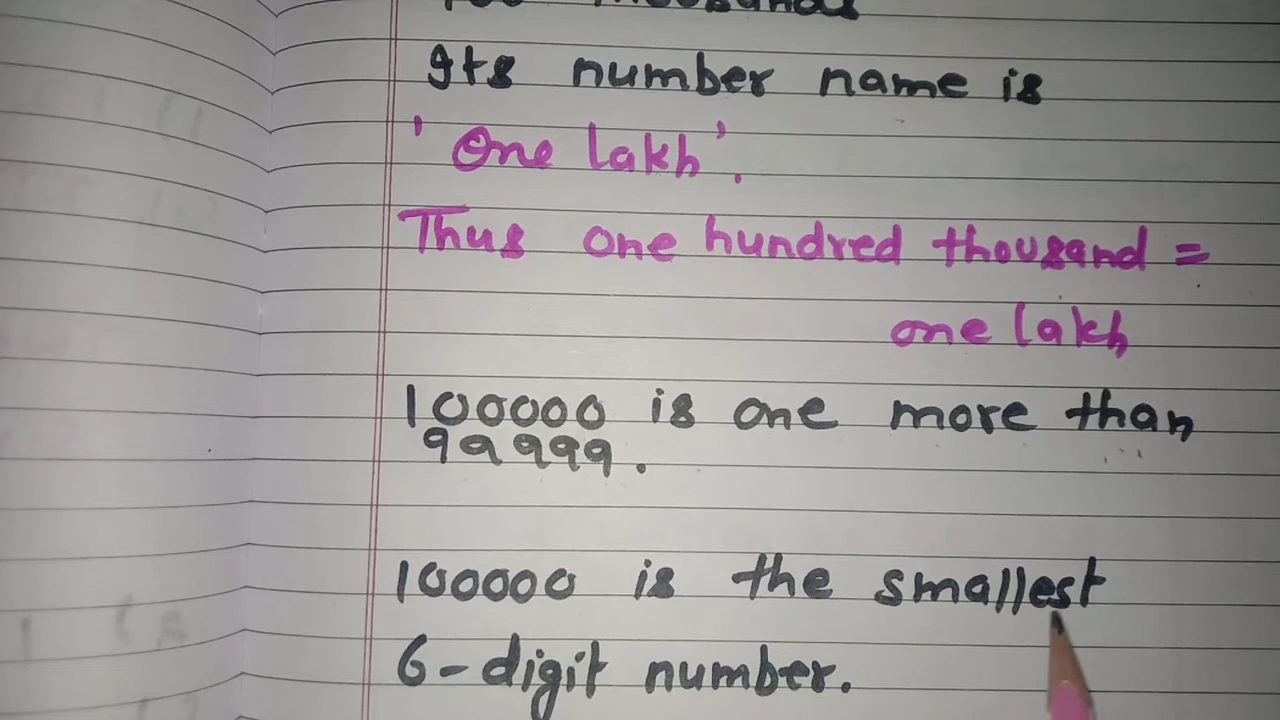 Its number name is
'One lakh'.
Thus one hundred thousand =
one lakh
100000 is one more than
99999.
100000 is the smallest
6-digit number.